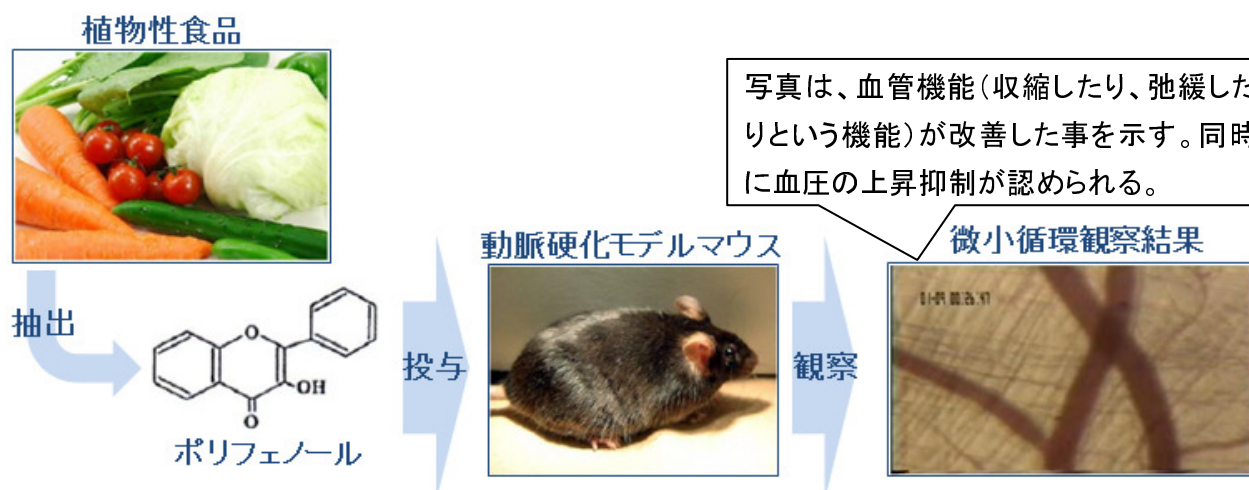 植物性食品
写真は、血管機能(収縮したり、弛緩した
りという機能)が改善した事を示す。同時
に血圧の上昇抑制が認められる。
動脈硬化モデルマウス
微小循環観察結果
抽出
O
OH
O
投与
観察
ポリフェノール